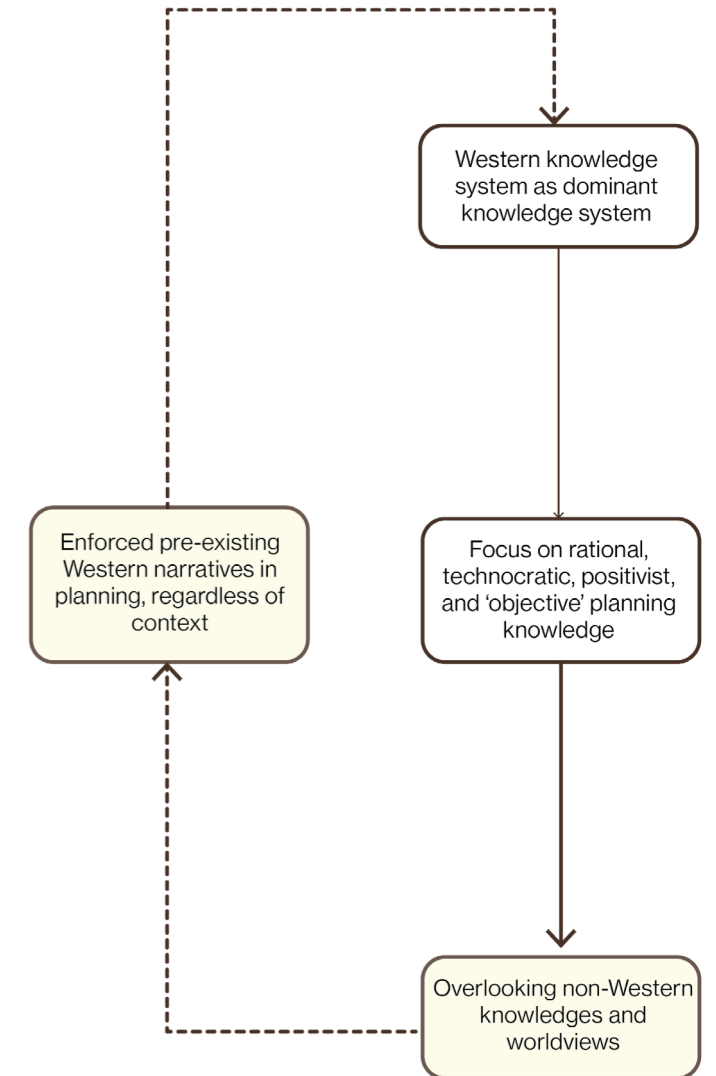 Western knowledge
system as dominant
knowledge system
Enforced pre-existing
Western narratives in
planning, regardless of
context
Focus on rational,
technocratic, positivist,
and ‘objective’ planning
knowledge
Overlooking non-Western
knowledges and
worldviews